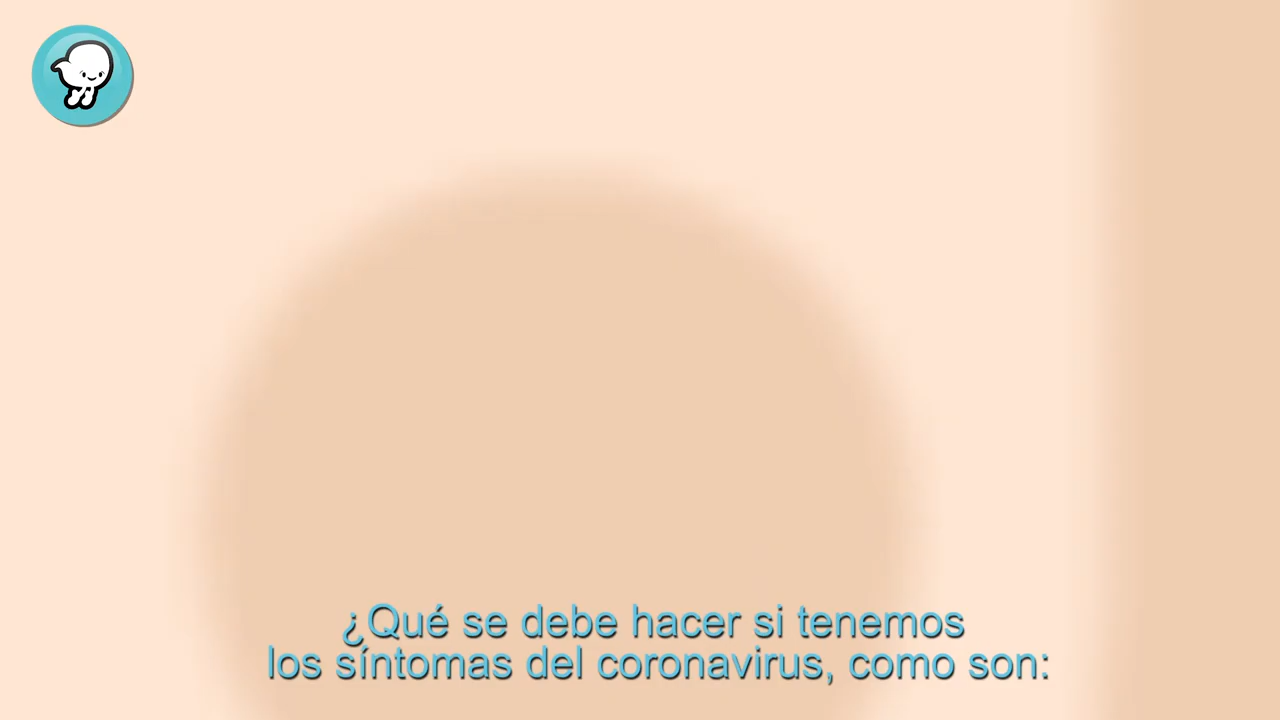 ¿Qué se debe hacer si tenemos
los síntomas del coronavirus, como son: